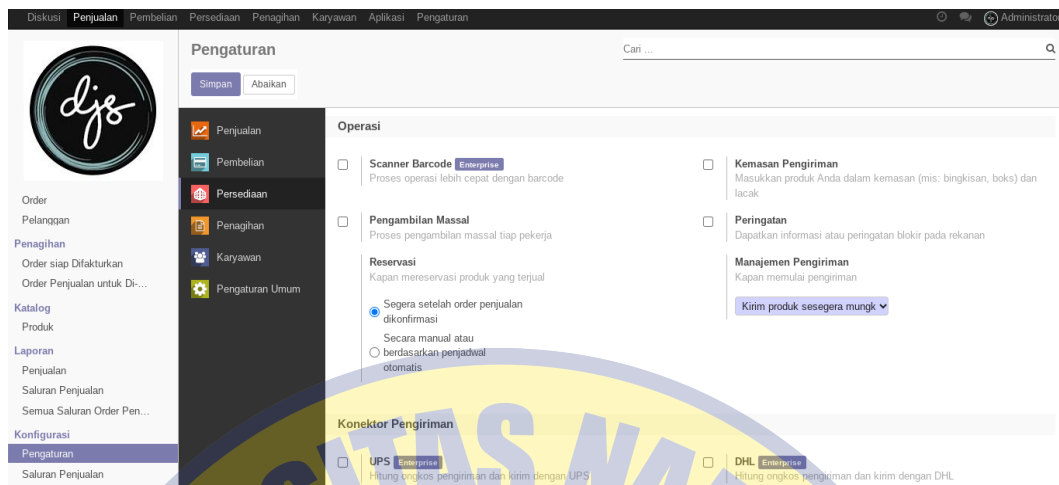 Diskusi Penjualan Pembelian Persediaan Penagihan Karyawan Aplikasi Pengaturan Administrator
djs
Order
Pelanggan
Penagihan
Order siap Difakturkan
Order Penjualan untuk Di-...
Katalog
Produk
Laporan
Penjualan
Saluran Penjualan
Semua Saluran Order Pen...
Konfigurasi
Pengaturan
Saluran Penjualan
Pengaturan
Cari ...
Simpan Abaikan
Penjualan
Pembelian
Persediaan
Penagihan
Karyawan
Pengaturan Umum
Operasi
Scanner Barcode Enterprise
Proses operasi lebih cepat dengan barcode
Kemasan Pengiriman
Masukkan produk Anda dalam kemasan (mis: bingkisan, boks) dan
lacak
Pengambilan Massal
Proses pengambilan massal tiap pekerja
Peringatan
Dapatkan informasi atau peringatan blokir pada rekanan
Reservasi
Kapan mereservasi produk yang terjual
Segera setelah order penjualan
dikonfirmasi
Secara manual atau
berdasarkan penjadwal
otomatis
Manajemen Pengiriman
Kapan memulai pengiriman
Kirim produk sesegera mungk
Konektor Pengiriman
UPS Enterprise
Hitung ongkos pengiriman dan kirim dengan UPS
DHL Enterprise
Hitung ongkos pengiriman dan kirim dengan DHL